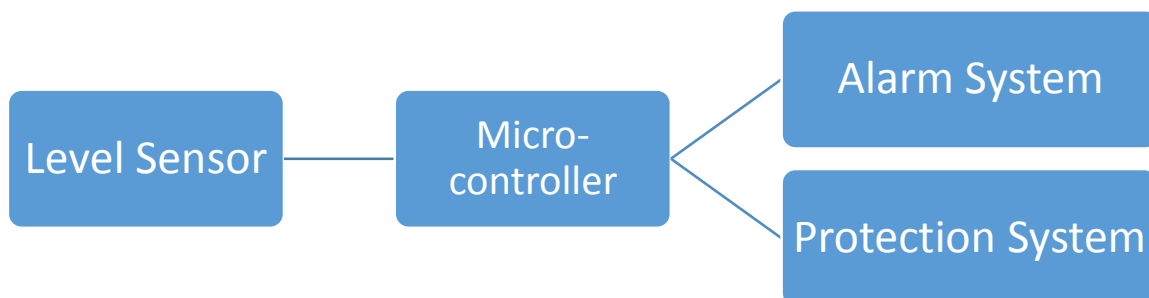 Level Sensor
Micro-
controller
Alarm System
Protection System